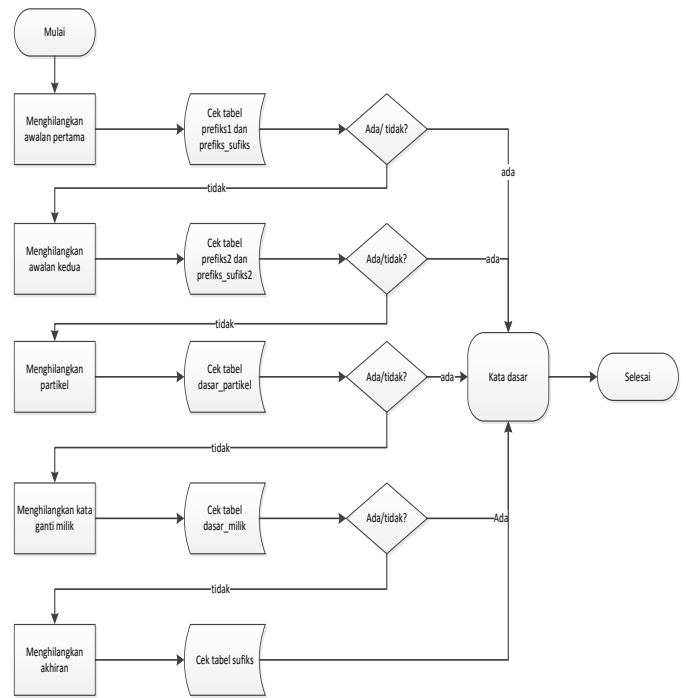 Mulai
Menghilangkan
awalan pertama
Cek tabel
prefiks1 dan
prefiks_sufiks
Ada/ tidak?
ada
tidak
Menghilangkan
awalan kedua
Cek tabel
prefiks2 dan
prefiks_sufiks2
Ada/tidak?
ada
tidak
Menghilangkan
partikel
Cek tabel
dasar_partikel
Ada/tidak?
ada
Kata dasar
Selesai
tidak
Menghilangkan kata
ganti milik
Cek tabel
dasar_milik
Ada/tidak?
Ada
tidak
Menghilangkan
akhiran
Cek tabel sufiks